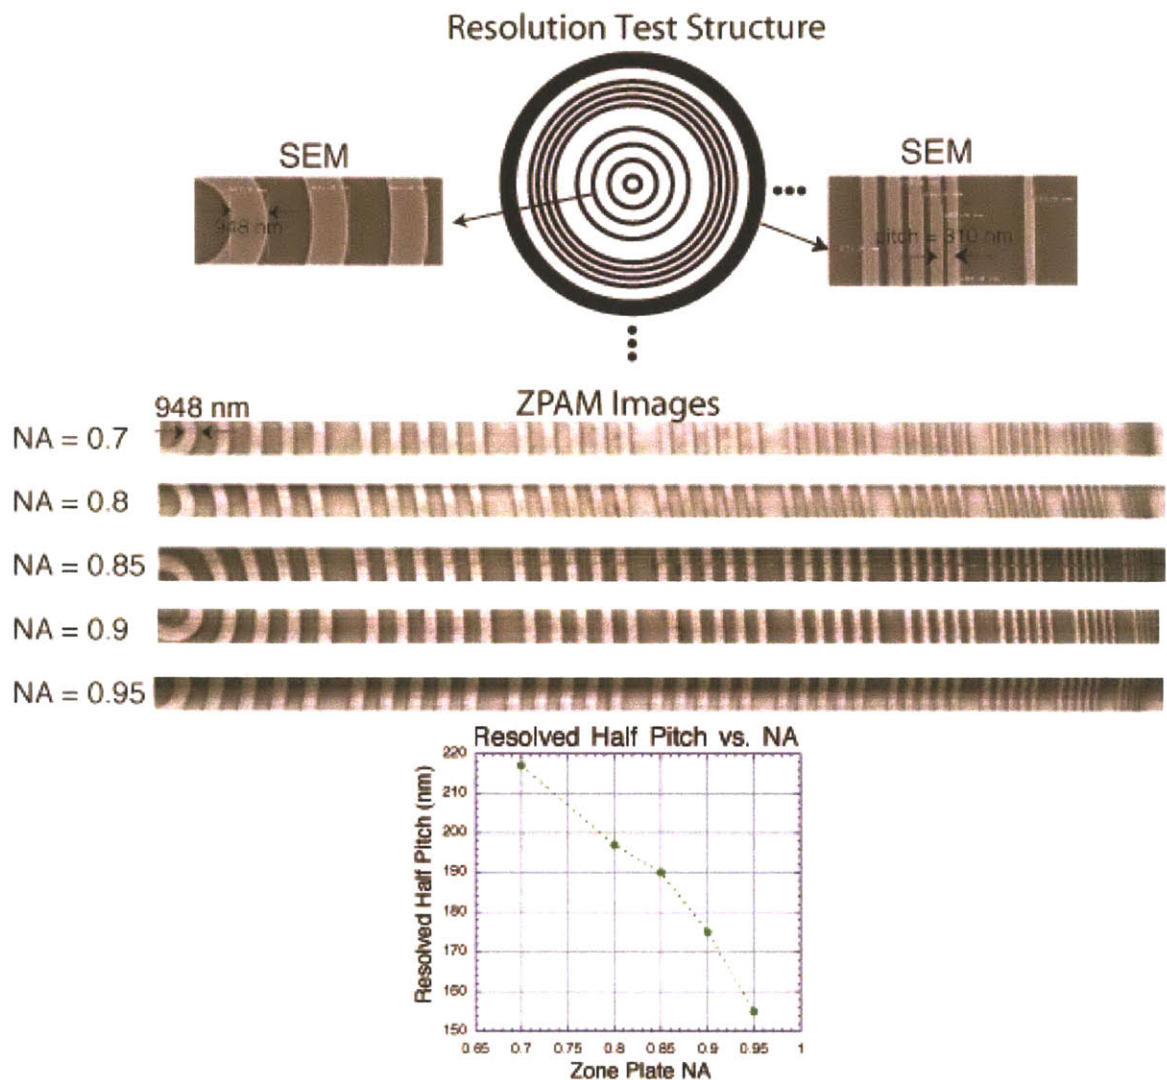 Resolution Test Structure
SEM
SEM
948 nm
pitch = 310 nm
ZPAM Images
948 nm
NA = 0.7
NA = 0.8
NA = 0.85
NA = 0.9
NA = 0.95
Resolved Half Pitch vs. NA
Resolved Half Pitch (nm)
220
210
200
190
180
170
160
150
0.65 0.7 0.75 0.8 0.85 0.9 0.95 1
Zone Plate NA